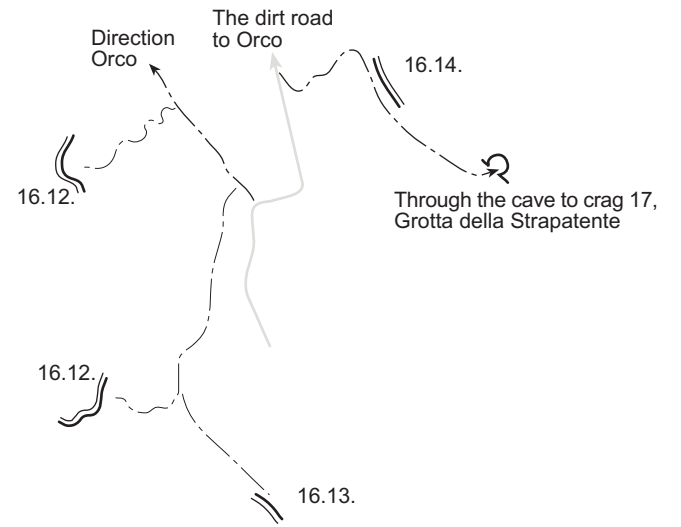 The dirt road
to Orco
Direction
Orco
16.14.
16.12.
Through the cave to crag 17,
Grotta della Strapatente
16.12.
16.13.